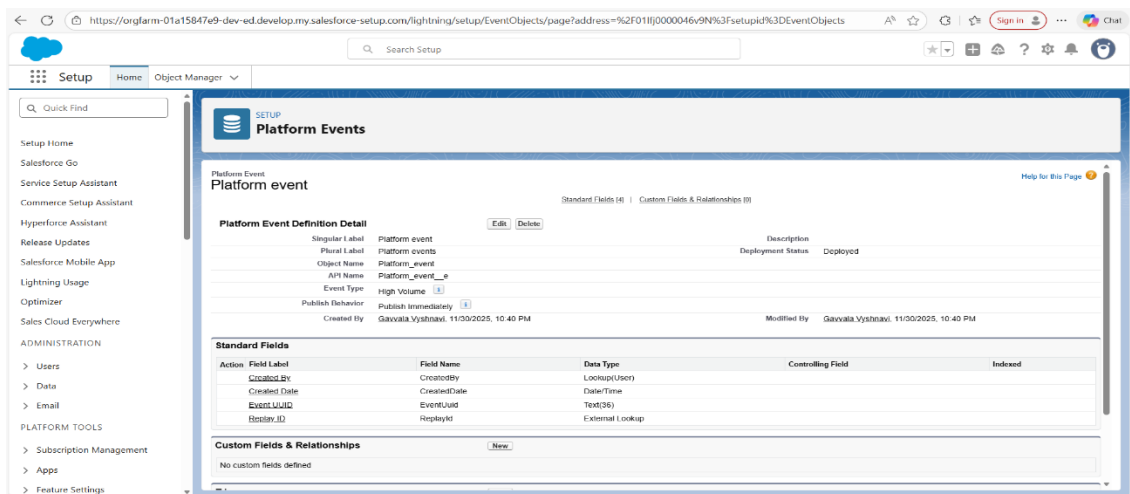 https://orgfarm-01a15847e9-dev-ed.develop.my.salesforce-setup.com/lightning/setup/EventObjects/page?address=%2F01Ifj0000046v9N%3Fsetupid%3DEventObjects
Sign in
Chat
Search Setup
Setup Home Object Manager
Quick Find
Setup Home
Salesforce Go
Service Setup Assistant
Commerce Setup Assistant
Hyperforce Assistant
Release Updates
Salesforce Mobile App
Lightning Usage
Optimizer
Sales Cloud Everywhere
ADMINISTRATION
Users
Data
Email
PLATFORM TOOLS
Subscription Management
Apps
Feature Settings
SETUP
Platform Events
Platform Event
Platform event
Help for this Page
Standard Fields [4] | Custom Fields & Relationships [0]
Platform Event Definition Detail Edit Delete
Singular Label Platform event Description
Plural Label Platform events Deployment Status Deployed
Object Name Platform_event
API Name Platform_event__e
Event Type High Volume
Publish Behavior Publish Immediately
Created By Gavvala Vyshnavi, 11/30/2025, 10:40 PM Modified By Gavvala Vyshnavi, 11/30/2025, 10:40 PM
Standard Fields
Action Field Label Field Name Data Type Controlling Field Indexed
Created By CreatedBy Lookup(User)
Created Date CreatedDate Date/Time
Event UUID EventUuid Text(36)
Replay ID ReplayId External Lookup
Custom Fields & Relationships New
No custom fields defined